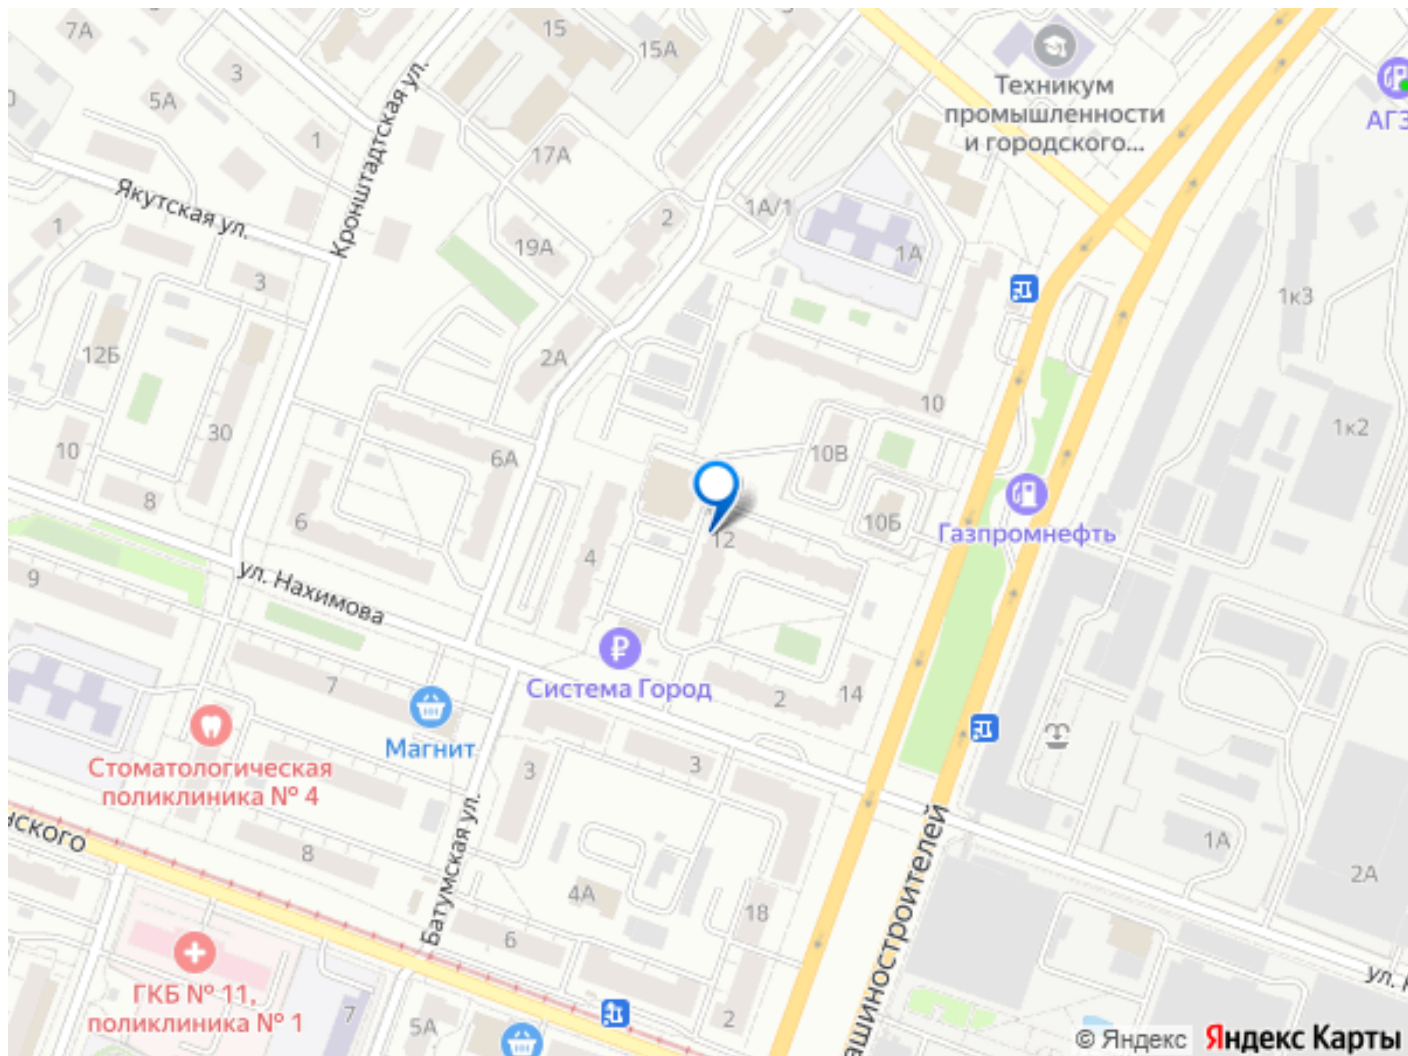 7А
15
15А
3
5А
1
17А
Кронштадтская ул.
Техникум
промышленности
и городского...
АГЗ
Якутская ул.
1
3
2
1А/1
19А
1А
1к3
2А
12Б
10
1к2
30
10
6А
10В
8
6
4
10Б
12
Газпромнефть
9
ул. Нахимова
7
Система Город
2
14
Магнит
Стоматологическая
поликлиника № 4
3
3
нского
8
Батумская ул.
4А
18
6
ашиностроителей
1А
2А
ГКБ № 11,
поликлиника № 1
7
5А
2
ул.
© Яндекс Яндекс Карты